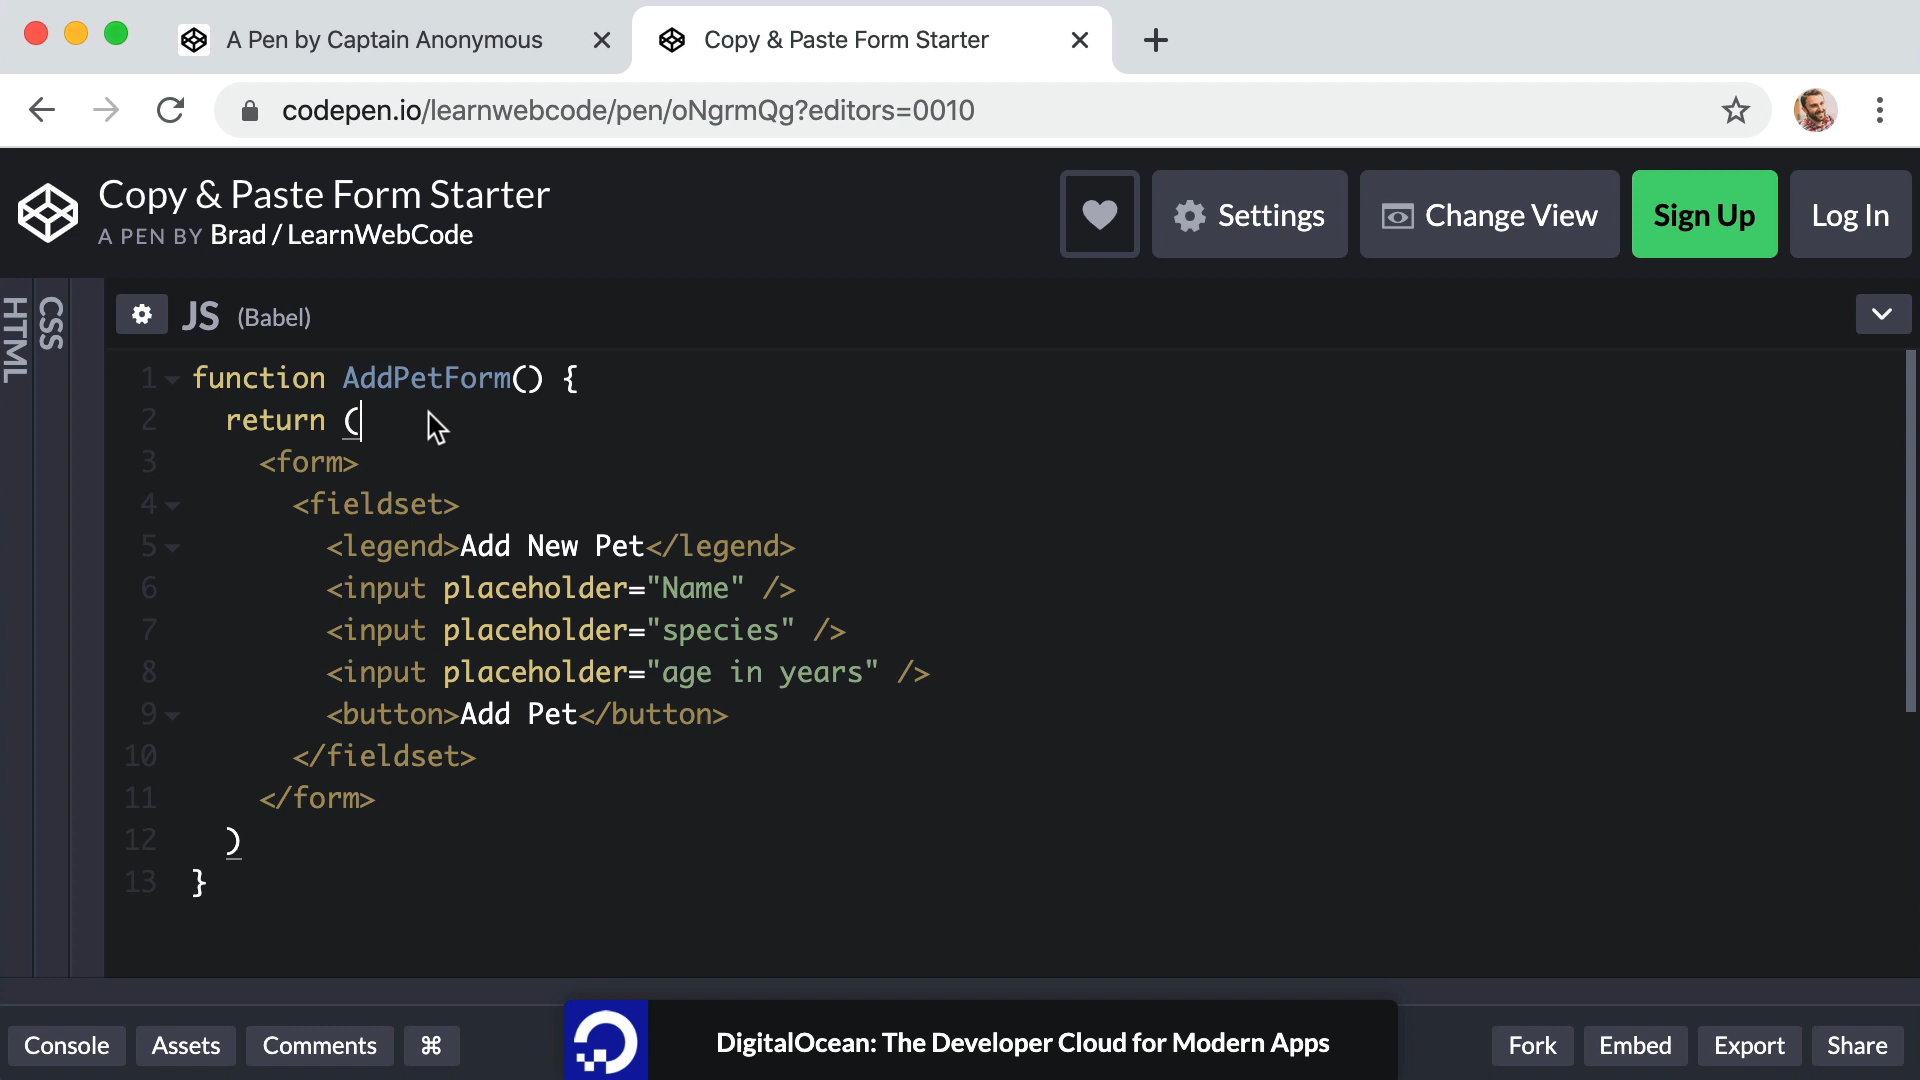 A Pen by Captain Anonymous
Copy & Paste Form Starter
codepen.io/learnwebcode/pen/oNgrmQg?editors=0010
Copy & Paste Form Starter
A PEN BY Brad / LearnWebCode
Settings
Change View
Sign Up
Log In
HTML
CSS
JS (Babel)
1 function AddPetForm() {
2 return (
3 <form>
4 <fieldset>
5 <legend>Add New Pet</legend>
6 <input placeholder="Name" />
7 <input placeholder="species" />
8 <input placeholder="age in years" />
9 <button>Add Pet</button>
10 </fieldset>
11 </form>
12 )
13 }
Console
Assets
Comments
⌘
DigitalOcean: The Developer Cloud for Modern Apps
Fork
Embed
Export
Share